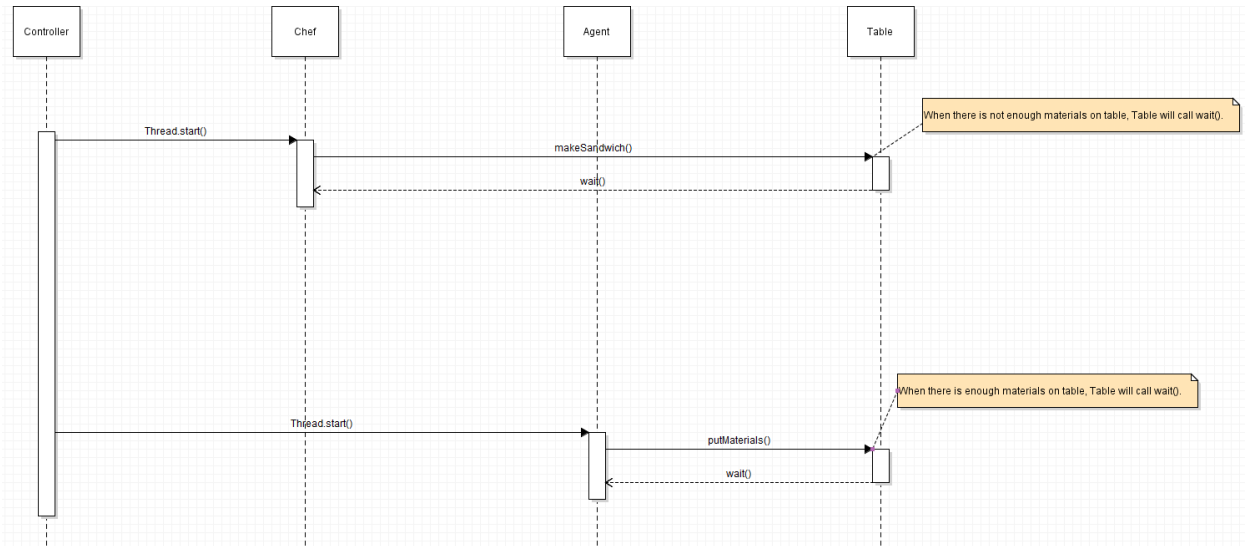 Controller
Chef
Agent
Table
When there is not enough materials on table, Table will call wait().
Thread.start()
makeSandwich()
wait()
When there is enough materials on table, Table will call wait().
Thread.start()
putMaterials()
wait()